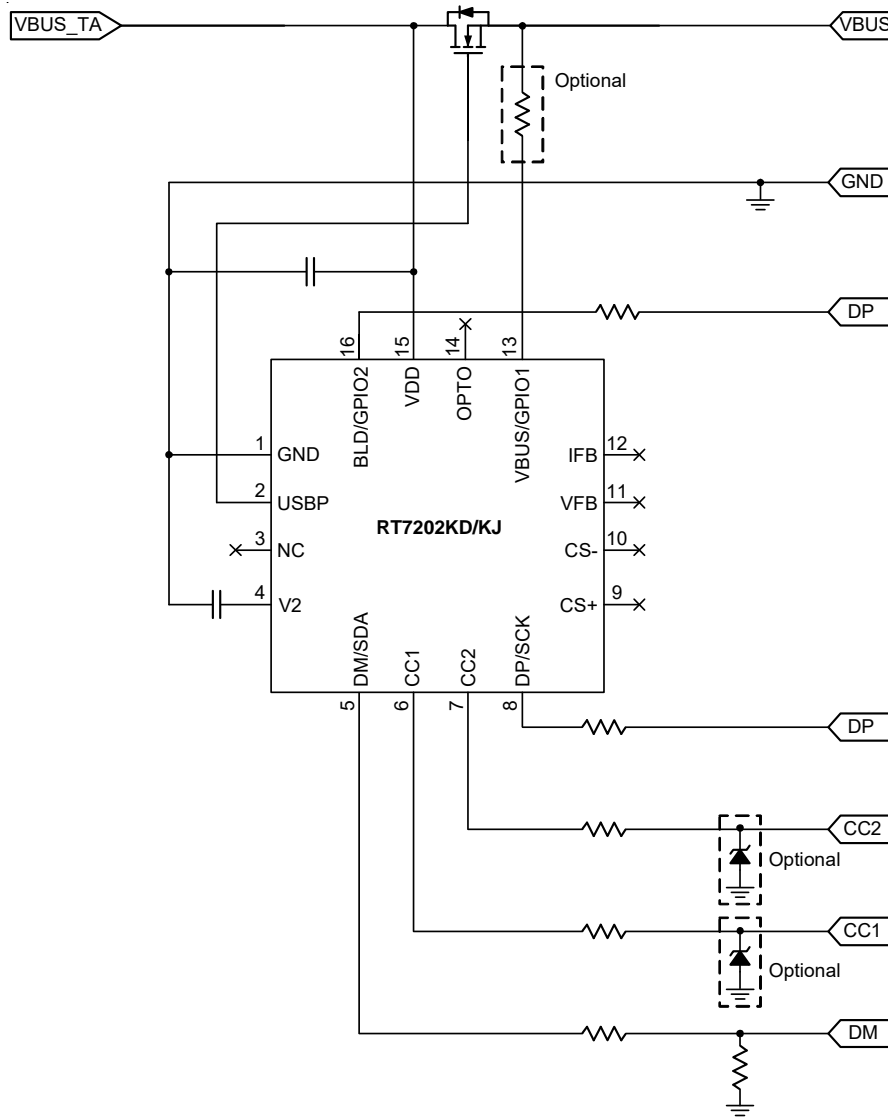 VBUS_TA
VBUS
Optional
GND
DP
16
15
14
13
BLD/GPIO2
VDD
OPTO
VBUS/GPIO1
1
GND
IFB
12
2
USBP
VFB
11
RT7202KD/KJ
3
NC
CS-
10
4
V2
CS+
9
DM/SDA
CC1
CC2
DP/SCK
5
6
7
8
DP
CC2
Optional
CC1
Optional
DM